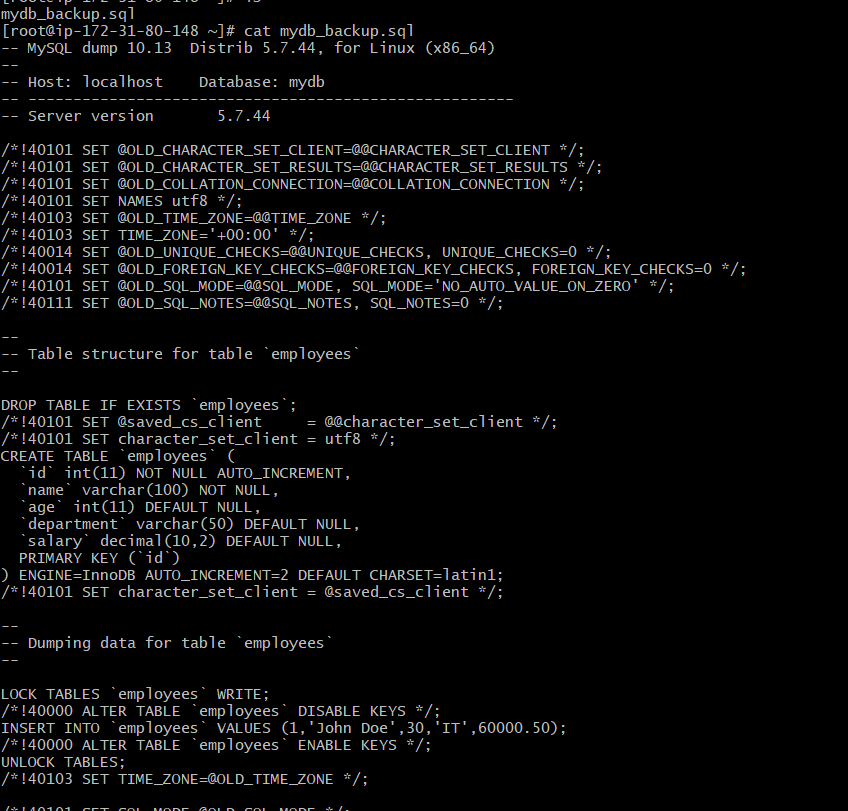 mydb_backup.sql
[root@ip-172-31-80-148 ~]# cat mydb_backup.sql
-- MySQL dump 10.13  Distrib 5.7.44, for Linux (x86_64)
--
-- Host: localhost    Database: mydb
-- ------------------------------------------------------
-- Server version       5.7.44

/*!40101 SET @OLD_CHARACTER_SET_CLIENT=@@CHARACTER_SET_CLIENT */;
/*!40101 SET @OLD_CHARACTER_SET_RESULTS=@@CHARACTER_SET_RESULTS */;
/*!40101 SET @OLD_COLLATION_CONNECTION=@@COLLATION_CONNECTION */;
/*!40101 SET NAMES utf8 */;
/*!40103 SET @OLD_TIME_ZONE=@@TIME_ZONE */;
/*!40103 SET TIME_ZONE='+00:00' */;
/*!40014 SET @OLD_UNIQUE_CHECKS=@@UNIQUE_CHECKS, UNIQUE_CHECKS=0 */;
/*!40014 SET @OLD_FOREIGN_KEY_CHECKS=@@FOREIGN_KEY_CHECKS, FOREIGN_KEY_CHECKS=0 */;
/*!40101 SET @OLD_SQL_MODE=@@SQL_MODE, SQL_MODE='NO_AUTO_VALUE_ON_ZERO' */;
/*!40111 SET @OLD_SQL_NOTES=@@SQL_NOTES, SQL_NOTES=0 */;

--
-- Table structure for table `employees`
--

DROP TABLE IF EXISTS `employees`;
/*!40101 SET @saved_cs_client     = @@character_set_client */;
/*!40101 SET character_set_client = utf8 */;
CREATE TABLE `employees` (
  `id` int(11) NOT NULL AUTO_INCREMENT,
  `name` varchar(100) NOT NULL,
  `age` int(11) DEFAULT NULL,
  `department` varchar(50) DEFAULT NULL,
  `salary` decimal(10,2) DEFAULT NULL,
  PRIMARY KEY (`id`)
) ENGINE=InnoDB AUTO_INCREMENT=2 DEFAULT CHARSET=latin1;
/*!40101 SET character_set_client = @saved_cs_client */;

--
-- Dumping data for table `employees`
--

LOCK TABLES `employees` WRITE;
/*!40000 ALTER TABLE `employees` DISABLE KEYS */;
INSERT INTO `employees` VALUES (1,'John Doe',30,'IT',60000.50);
/*!40000 ALTER TABLE `employees` ENABLE KEYS */;
UNLOCK TABLES;
/*!40103 SET TIME_ZONE=@OLD_TIME_ZONE */;